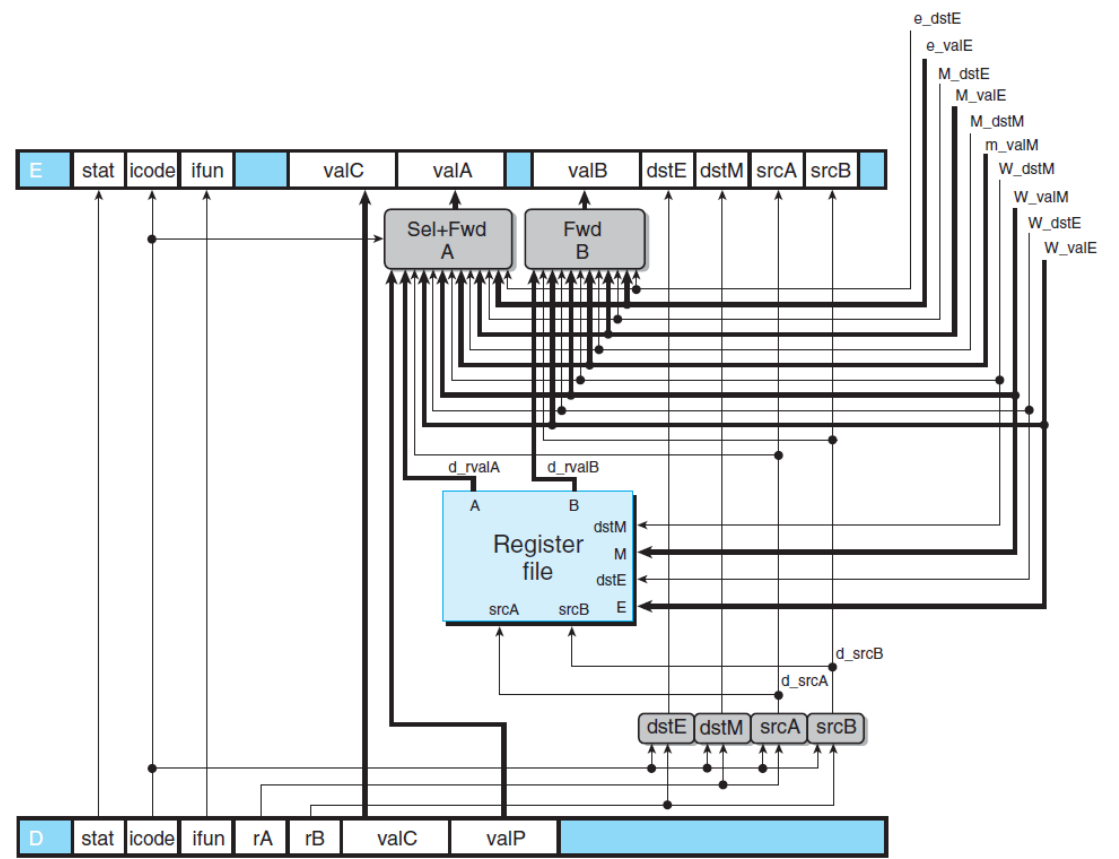 e_dstE
e_valE
M_dstE
M_valE
M_dstM
m_valM
W_dstM
W_valM
W_dstE
W_valE
E stat icode ifun valC valA valB dstE dstM srcA srcB
Sel+Fwd
A
Fwd
B
d_rvalA d_rvalB
A B
dstM
Register
file
M
dstE
E
srcA srcB
d_srcB
d_srcA
dstE dstM srcA srcB
D stat icode ifun rA rB valC valP